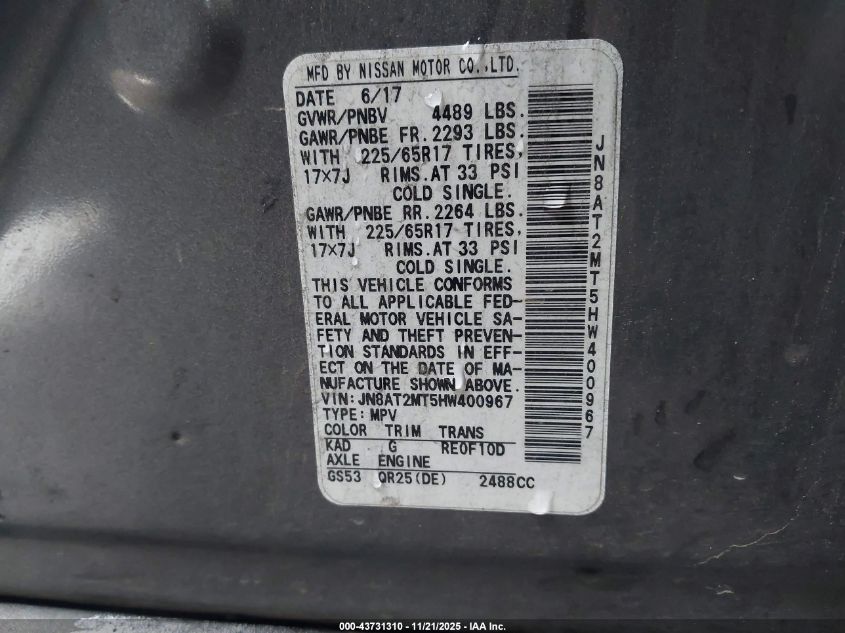 MFD BY NISSAN MOTOR CO.,LTD.
DATE 6/17
GVWR/PNBV 4489 LBS.
GAWR/PNBE FR. 2293 LBS.
WITH 225/65R17 TIRES,
17×7J RIMS. AT 33 PSI
COLD SINGLE.
GAWR/PNBE RR. 2264 LBS.
WITH 225/65R17 TIRES,
17×7J RIMS. AT 33 PSI
COLD SINGLE.
THIS VEHICLE CONFORMS
TO ALL APPLICABLE FED-
ERAL MOTOR VEHICLE SA-
FETY AND THEFT PREVEN-
TION STANDARDS IN EFF-
ECT ON THE DATE OF MA-
NUFACTURE SHOWN ABOVE.
VIN: JN8AT2MT5HW400967
TYPE: MPV
COLOR TRIM TRANS
KAD G RE0F10D
AXLE ENGINE
GS53 QR25(DE) 2488CC
JN8AT2MT5HW400967
000-43731310 - 11/21/2025 - IAA Inc.